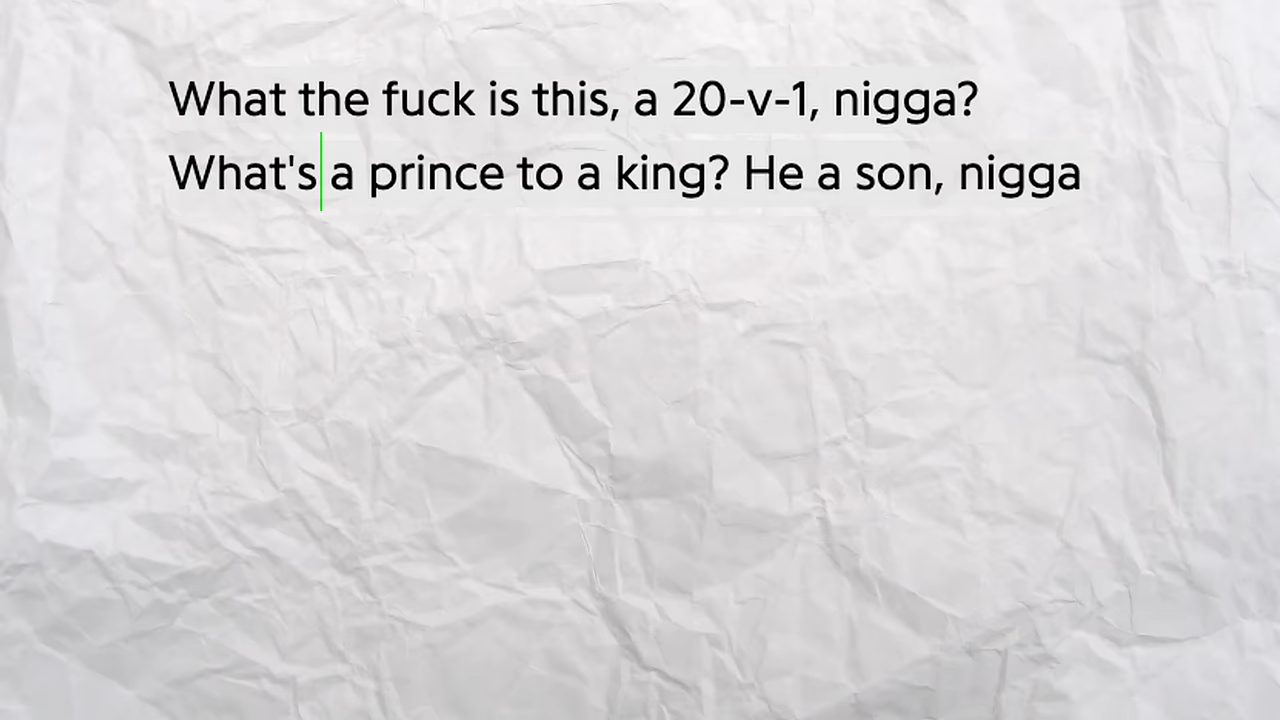 What the fuck is this, a 20-v-1, nigga?
What's a prince to a king? He a son, nigga